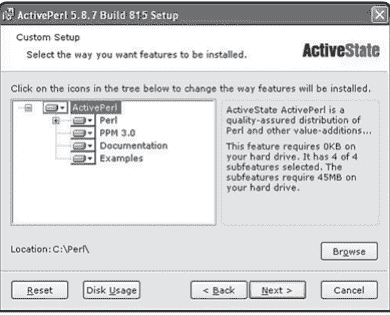 ActivePerl 5.8.7 Build 815 Setup
Custom Setup
Select the way you want features to be installed.
ActiveState
Click on the icons in the tree below to change the way features will be installed.
ActivePerl
Perl
PPM 3.0
Documentation
Examples
ActiveState ActivePerl is a
quality-assured distribution of
Perl and other value-additions...
This feature requires 0KB on
your hard drive. It has 4 of 4
subfeatures selected. The
subfeatures require 45MB on
your hard drive.
Location: C:\Perl\
Browse
Reset
Disk Usage
< Back
Next >
Cancel